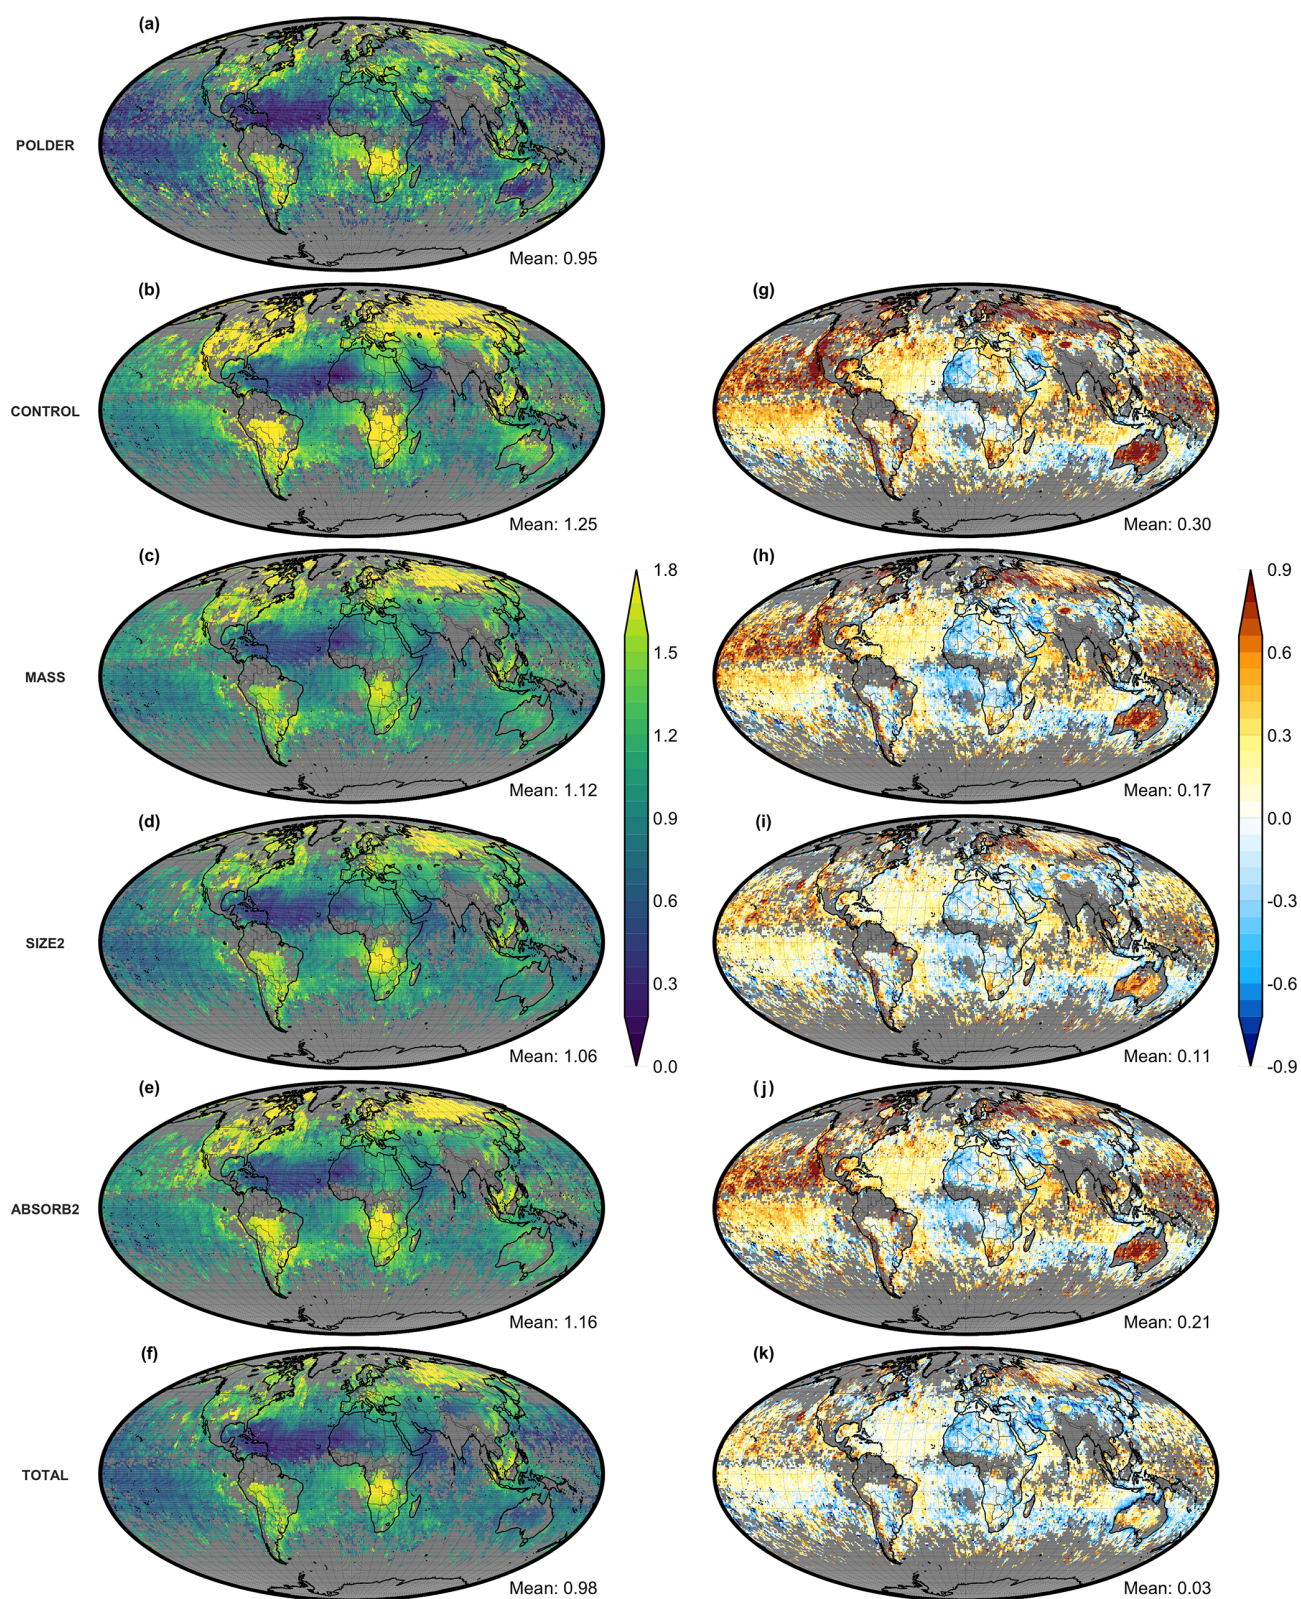 (a)
POLDER
Mean: 0.95
(b)
(g)
CONTROL
Mean: 1.25
Mean: 0.30
(c)
(h)
1.8
0.9
1.5
0.6
MASS
1.2
0.3
Mean: 1.12
Mean: 0.17
(d)
(i)
0.9
0.0
0.6
-0.3
SIZE2
0.3
-0.6
Mean: 1.06
Mean: 0.11
0.0
-0.9
(e)
(j)
ABSORB2
Mean: 1.16
Mean: 0.21
(f)
(k)
TOTAL
Mean: 0.98
Mean: 0.03